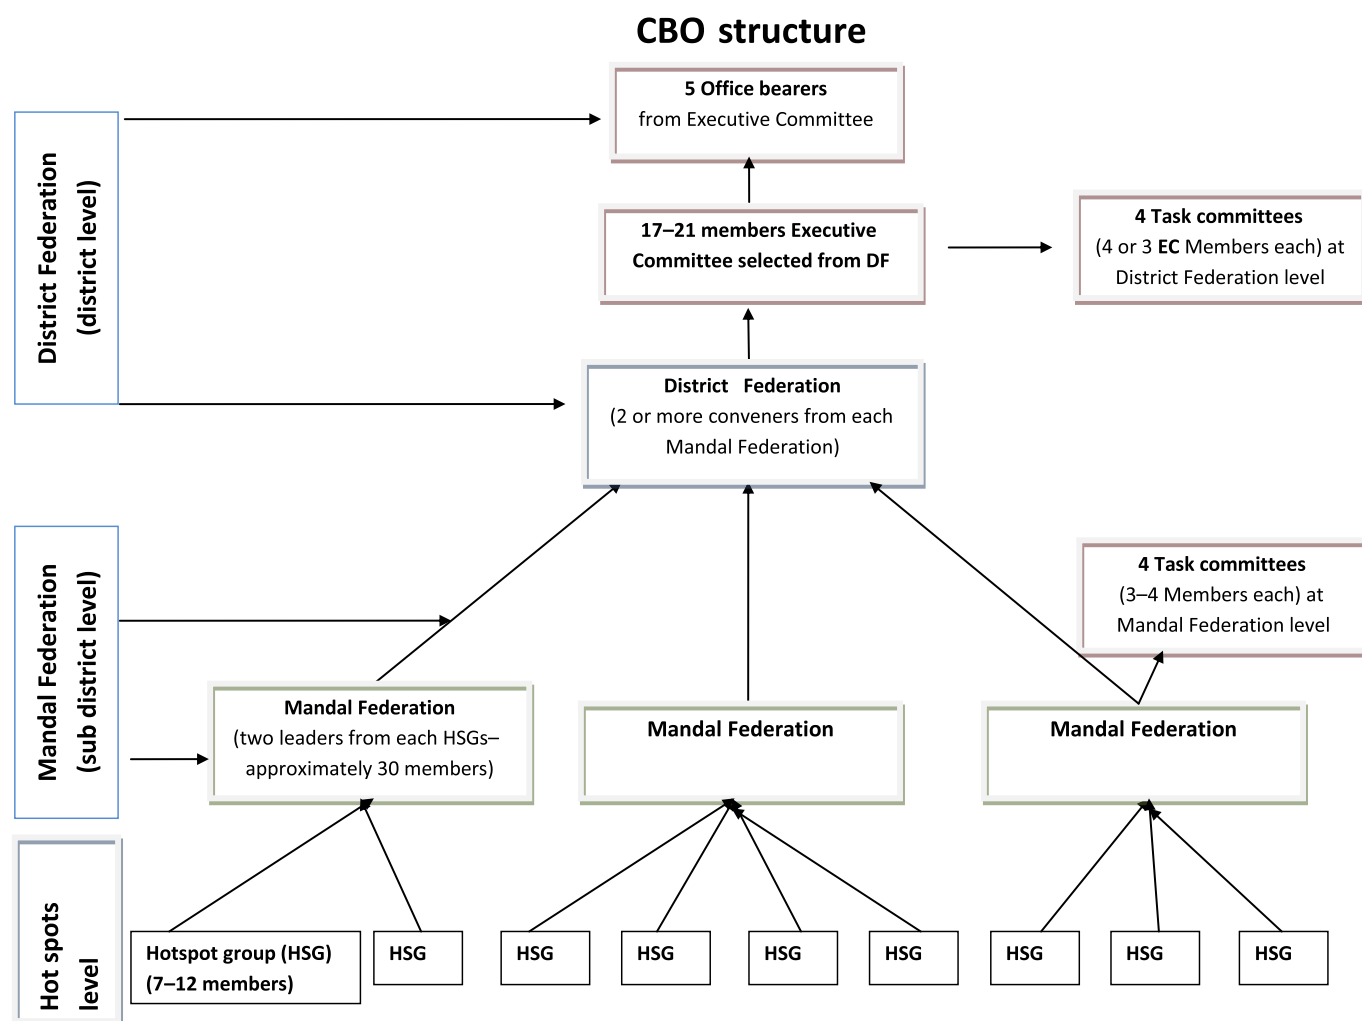 CBO structure
5 Office bearers
from Executive Committee
District Federation
(district level)
17–21 members Executive
Committee selected from DF
4 Task committees
(4 or 3 EC Members each) at
District Federation level
District Federation
(2 or more conveners from each
Mandal Federation)
Mandal Federation
(sub district level)
4 Task committees
(3–4 Members each) at
Mandal Federation level
Mandal Federation
(two leaders from each HSGs–
approximately 30 members)
Mandal Federation
Mandal Federation
Hot spots
level
Hotspot group (HSG)
(7–12 members)
HSG
HSG
HSG
HSG
HSG
HSG
HSG
HSG